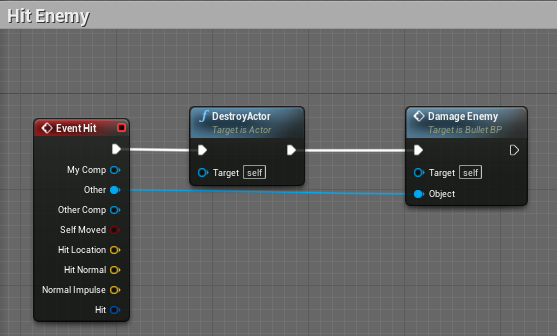 Hit Enemy
Event Hit
My Comp
Other
Other Comp
Self Moved
Hit Location
Hit Normal
Normal Impulse
Hit
f DestroyActor
Target is Actor
Target self
Damage Enemy
Target is Bullet BP
Target self
Object